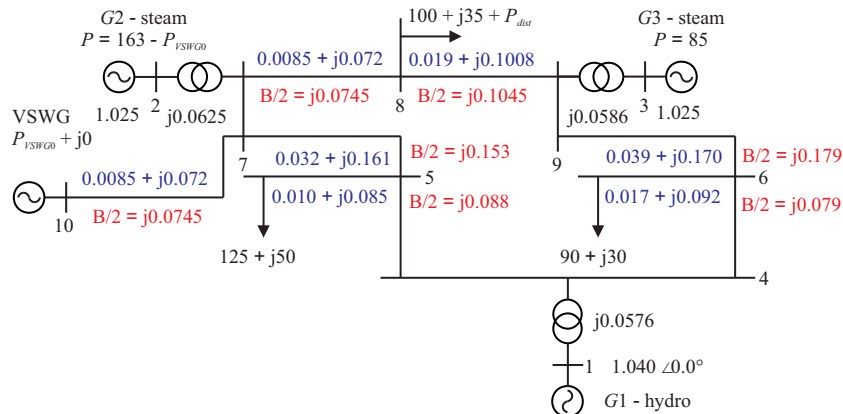 G2 - steam
P = 163 - P_VSWG0
100 + j35 + P_dist
G3 - steam
P = 85
0.0085 + j0.072
0.019 + j0.1008
2
8
3
1.025
j0.0625
B/2 = j0.0745
B/2 = j0.1045
j0.0586
1.025
VSWG
P_VSWG0 + j0
7
9
0.0085 + j0.072
0.032 + j0.161
B/2 = j0.153
0.039 + j0.170
B/2 = j0.179
5
6
10
B/2 = j0.0745
0.010 + j0.085
B/2 = j0.088
0.017 + j0.092
B/2 = j0.079
125 + j50
90 + j30
4
j0.0576
1
1.040 ∠0.0°
G1 - hydro